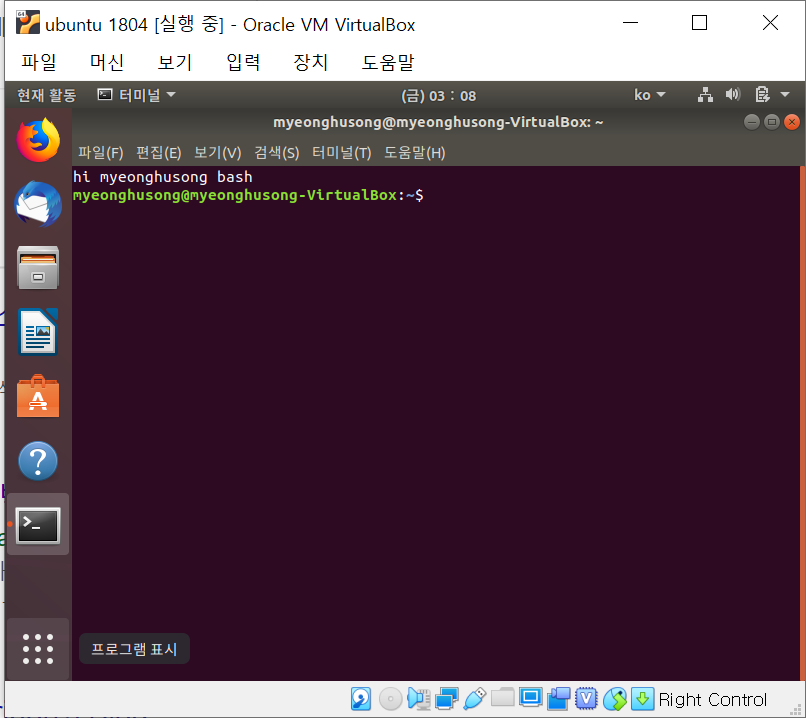 ubuntu 1804 [실행 중] - Oracle VM VirtualBox
파일 머신 보기 입력 장치 도움말
현재 활동 터미널 (금) 03 : 08 ko
myeonghusong@myeonghusong-VirtualBox: ~
파일(F) 편집(E) 보기(V) 검색(S) 터미널(T) 도움말(H)
hi myeonghusong bash
myeonghusong@myeonghusong-VirtualBox:~$
프로그램 표시
Right Control